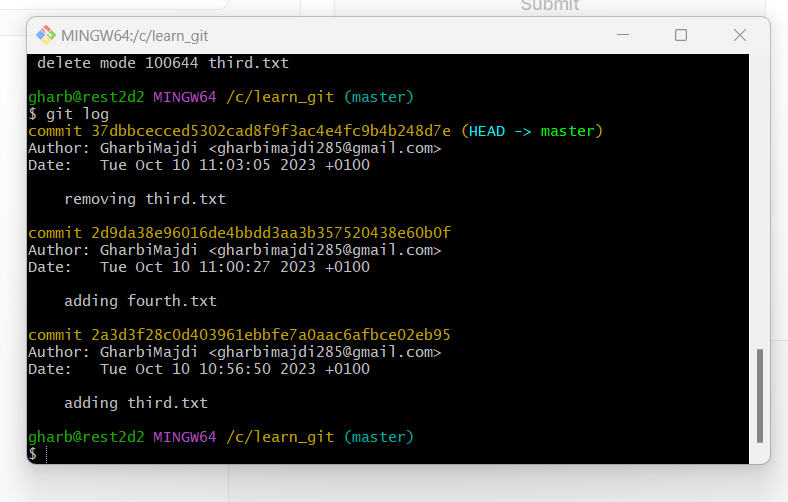 Submit
MINGW64:/c/learn_git
 delete mode 100644 third.txt
gharb@rest2d2 MINGW64 /c/learn_git (master)
$ git log
commit 37dbbcecced5302cad8f9f3ac4e4fc9b4b248d7e (HEAD -> master)
Author: GharbiMajdi <gharbimajdi285@gmail.com>
Date:   Tue Oct 10 11:03:05 2023 +0100
    removing third.txt
commit 2d9da38e96016de4bbdd3aa3b357520438e60b0f
Author: GharbiMajdi <gharbimajdi285@gmail.com>
Date:   Tue Oct 10 11:00:27 2023 +0100
    adding fourth.txt
commit 2a3d3f28c0d403961ebbfe7a0aac6afbce02eb95
Author: GharbiMajdi <gharbimajdi285@gmail.com>
Date:   Tue Oct 10 10:56:50 2023 +0100
    adding third.txt
gharb@rest2d2 MINGW64 /c/learn_git (master)
$